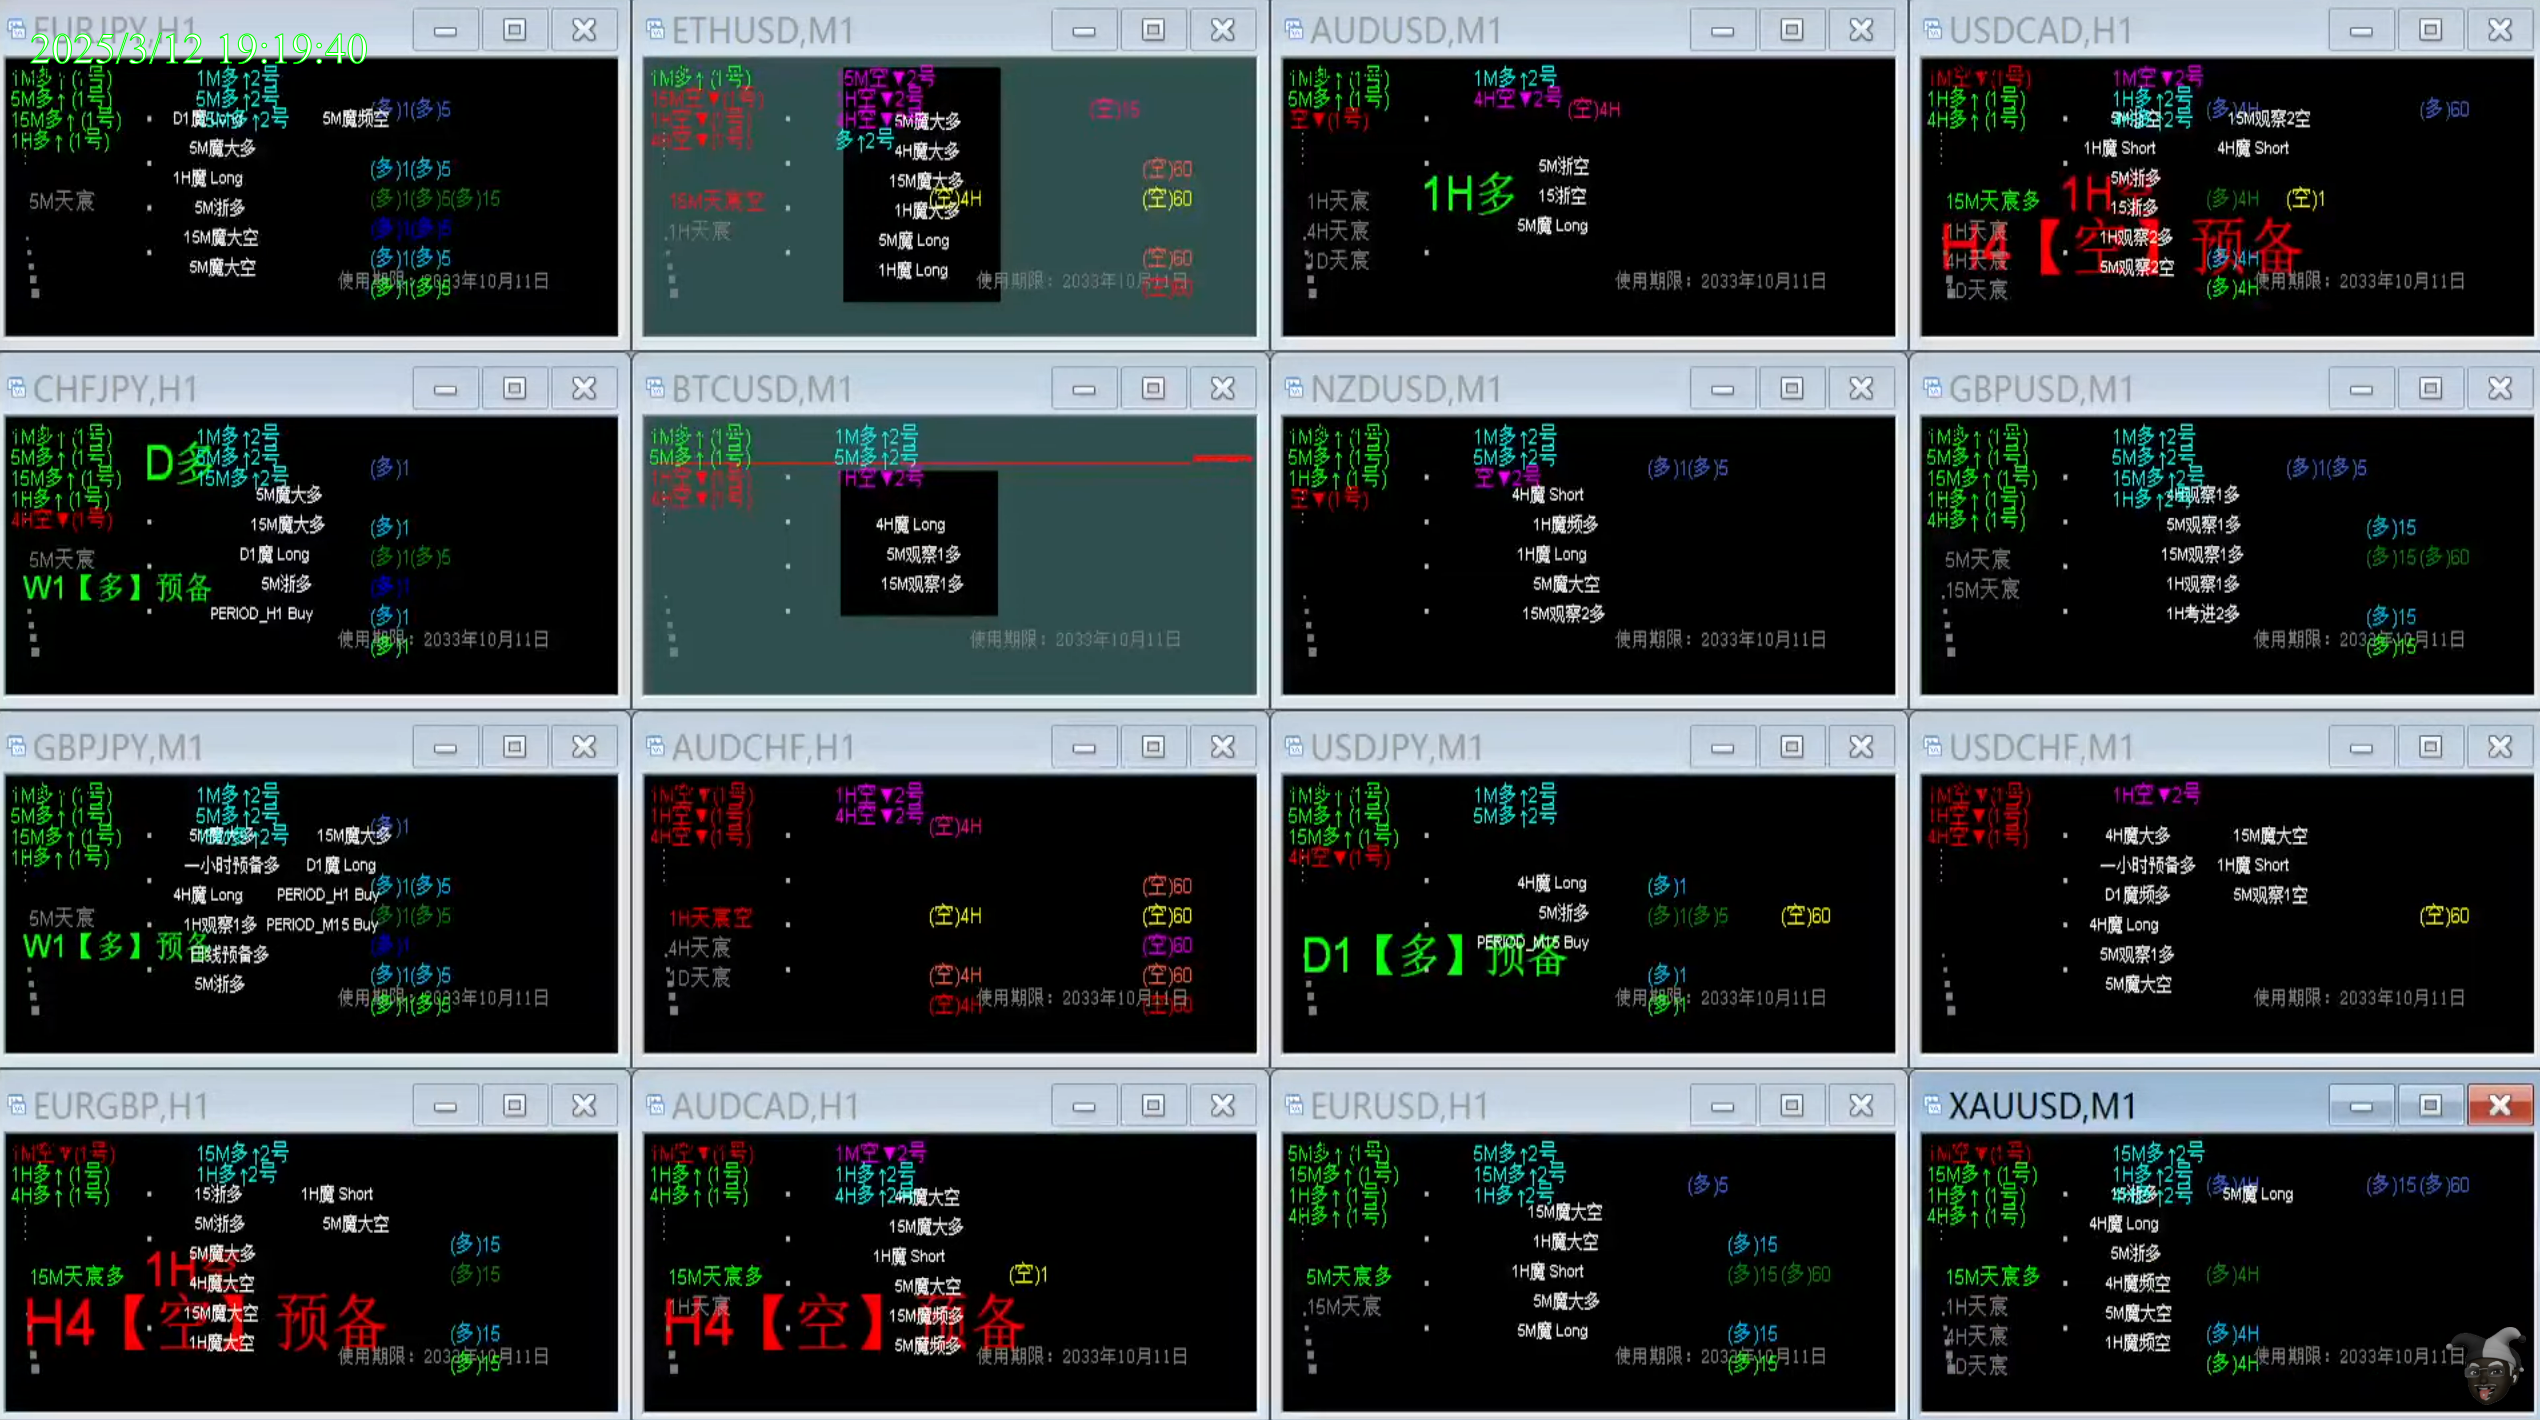 2025/3/12 19:19:40
EURJPY,H1
1M多↑(1号)
5M多↑(1号)
15M多↑(1号)
1H多↑(1号)
1M多↑2号
5M多↑2号
(多)1(多)5
5M魔频空
5M魔大多
1H魔 Long
(多)1(多)5
5M天宸
5M浙多
(多)1(多)5(多)15
15M魔大空
(多)1(多)5
5M魔大空
(多)1(多)5
使用期限: 2033年10月11日
(多)1(多)5
ETHUSD,M1
1M多↑(1号)
15M空▼(1号)
1H空▼(1号)
4H空▼(1号)
15M空▼2号
1H空▼2号
多↑2号
(空)15
5M魔大多
4H魔大多
15M魔大多
(空)60
15M天宸空
(空)4H
(空)60
1H魔大多
1H天宸
5M魔 Long
1H魔 Long
(空)60
使用期限: 2033年10月11日
AUDUSD,M1
1M多↑(1号)
5M多↑(1号)
空▼(1号)
1M多↑2号
4H空▼2号
(空)4H
5M浙空
1H天宸
1H多
15浙空
4H天宸
5M魔 Long
1D天宸
使用期限: 2033年10月11日
USDCAD,H1
1M空▼(1号)
1H多↑(1号)
4H多↑(1号)
1M空▼2号
1H多↑2号
(多)4H
(多)60
15M观察2空
1H魔 Short
4H魔 Short
5M浙多
15M天宸多
15浙多
(多)4H
(空)1
1H天宸
1H观察2多
H4【空】预备
4H天宸
5M观察2空
(多)4H
1D天宸
(多)4H
使用期限: 2033年10月11日
CHFJPY,H1
1M多↑(1号)
5M多↑(1号)
15M多↑(1号)
1H多↑(1号)
4H空▼(1号)
D多
1M多↑2号
5M多↑2号
15M多↑2号
(多)1
5M魔大多
15M魔大多
(多)1
5M天宸
D1魔 Long
(多)1(多)5
W1【多】预备
5M浙多
(多)1
PERIOD_H1 Buy
(多)1
使用期限: 2033年10月11日
(多)1
BTCUSD,M1
1M多↑(1号)
5M多↑(1号)
1H空▼(1号)
4H空▼(1号)
1M多↑2号
5M多↑2号
1H空▼2号
4H魔 Long
5M观察1多
15M观察1多
使用期限: 2033年10月11日
NZDUSD,M1
1M多↑(1号)
5M多↑(1号)
1H多↑(1号)
空▼(1号)
1M多↑2号
5M多↑2号
空▼2号
(多)1(多)5
4H魔 Short
1H魔频多
1H魔 Long
5M魔大空
15M观察2多
使用期限: 2033年10月11日
GBPUSD,M1
1M多↑(1号)
5M多↑(1号)
15M多↑(1号)
1H多↑(1号)
4H多↑(1号)
1M多↑2号
5M多↑2号
15M多↑2号
1H多↑2号
(多)1(多)5
4H观察1多
5M观察1多
(多)15
5M天宸
15M观察1多
(多)15(多)60
15M天宸
1H观察1多
1H考进2多
(多)15
使用期限: 2033年10月11日
(多)15
GBPJPY,M1
1M多↑(1号)
5M多↑(1号)
15M多↑(1号)
1H多↑(1号)
1M多↑2号
5M多↑2号
(多)1
5M魔大多
15M魔大多
一小时预备多
D1魔 Long
4H魔 Long
PERIOD_H1 Buy
(多)1(多)5
5M天宸
1H观察1多
PERIOD_M15 Buy
(多)1(多)5
W1【多】预备
日线预备多
(多)1
5M浙多
(多)1(多)5
使用期限: 2033年10月11日
(多)1(多)5
AUDCHF,H1
1M空▼(1号)
1H空▼(1号)
4H空▼(1号)
1H空▼2号
4H空▼2号
(空)4H
(空)60
1H天宸空
(空)4H
(空)60
4H天宸
(空)60
1D天宸
(空)4H
(空)60
(空)4H
(空)60
使用期限: 2033年10月11日
USDJPY,M1
1M多↑(1号)
5M多↑(1号)
15M多↑(1号)
4H空▼(1号)
1M多↑2号
5M多↑2号
4H魔 Long
(多)1
5M浙多
(多)1(多)5
(空)60
PERIOD_M15 Buy
D1【多】预备
(多)1
使用期限: 2033年10月11日
(多)1
USDCHF,M1
1M空▼(1号)
1H空▼(1号)
4H空▼(1号)
1H空▼2号
4H魔大多
15M魔大空
一小时预备多
1H魔 Short
D1魔频多
5M观察1空
4H魔 Long
(空)60
5M观察1多
5M魔大空
使用期限: 2033年10月11日
EURGBP,H1
1M空▼(1号)
1H多↑(1号)
4H多↑(1号)
15M多↑2号
1H多↑2号
15浙多
1H魔 Short
5M浙多
5M魔大空
5M魔大多
(多)15
15M天宸多
1H空
4H魔大空
(多)15
H4【空】预备
15M魔大空
1H魔大空
(多)15
使用期限: 2033年10月11日
(多)15
AUDCAD,H1
1M空▼(1号)
1H多↑(1号)
4H多↑(1号)
1M空▼2号
1H多↑2号
4H多↑2号
4H魔大空
15M魔大多
1H魔 Short
15M天宸多
5M魔大空
(空)1
1H天宸
15M魔频多
H4【空】预备
5M魔频多
使用期限: 2033年10月11日
EURUSD,H1
5M多↑(1号)
15M多↑(1号)
1H多↑(1号)
4H多↑(1号)
5M多↑2号
15M多↑2号
1H多↑2号
(多)5
15M魔大空
1H魔大空
(多)15
5M天宸多
1H魔 Short
(多)15(多)60
15M天宸
5M魔大多
5M魔 Long
(多)15
使用期限: 2033年10月11日
(多)15
XAUUSD,M1
1M空▼(1号)
15M多↑(1号)
1H多↑(1号)
4H多↑(1号)
15M多↑2号
1H多↑2号
(多)4H
(多)15(多)60
15浙多
5M魔 Long
4H魔 Long
5M浙多
15M天宸多
4H魔频空
(多)4H
1H天宸
5M魔大空
4H天宸
1H魔频空
(多)4H
1D天宸
(多)4H
使用期限: 2033年10月11日